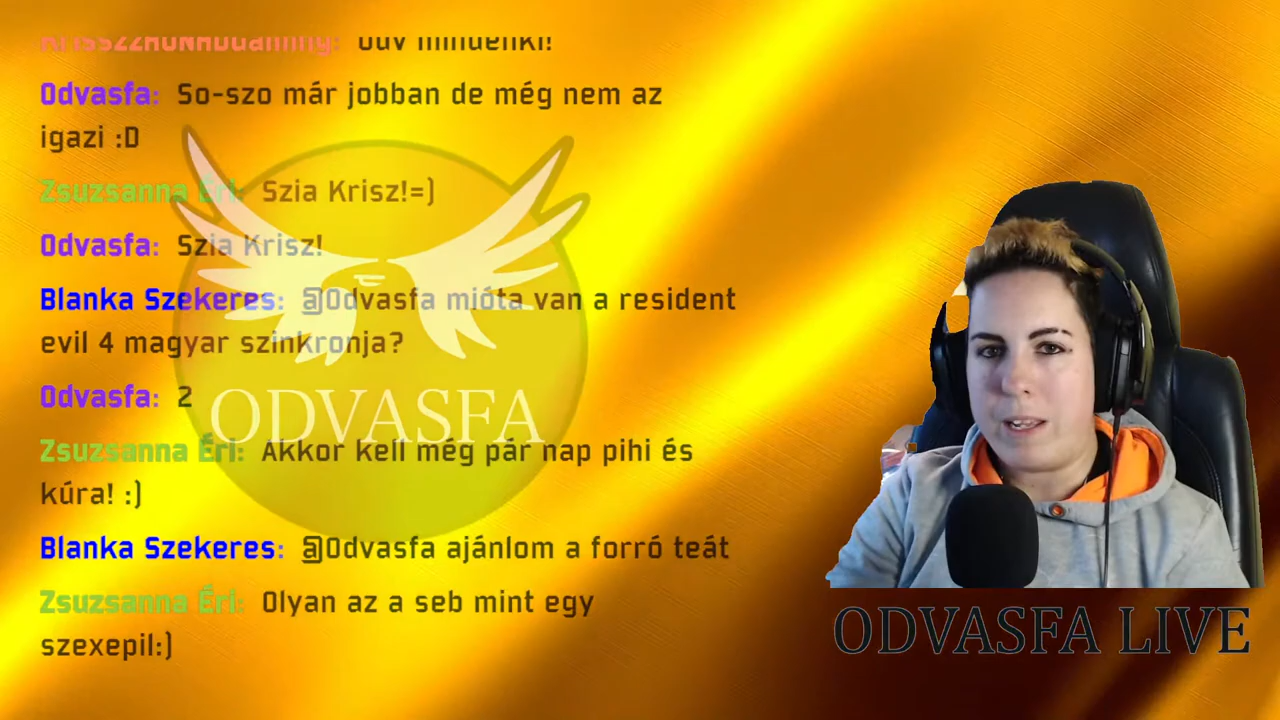 Üdv mindenki!
Odvasfa: So-szo már jobban de még nem az
igazi :D
Zsuzsanna Éri: Szia Krisz!=)
Odvasfa: Szia Krisz!
Blanka Szekeres: @Odvasfa mióta van a resident
evil 4 magyar szinkronja?
Odvasfa: 2
Zsuzsanna Éri: Akkor kell még pár nap pihi és
kúra! :)
Blanka Szekeres: @Odvasfa ajánlom a forró teát
Zsuzsanna Éri: Olyan az a seb mint egy
szexepil:)
ODVASFA
ODVASFA LIVE